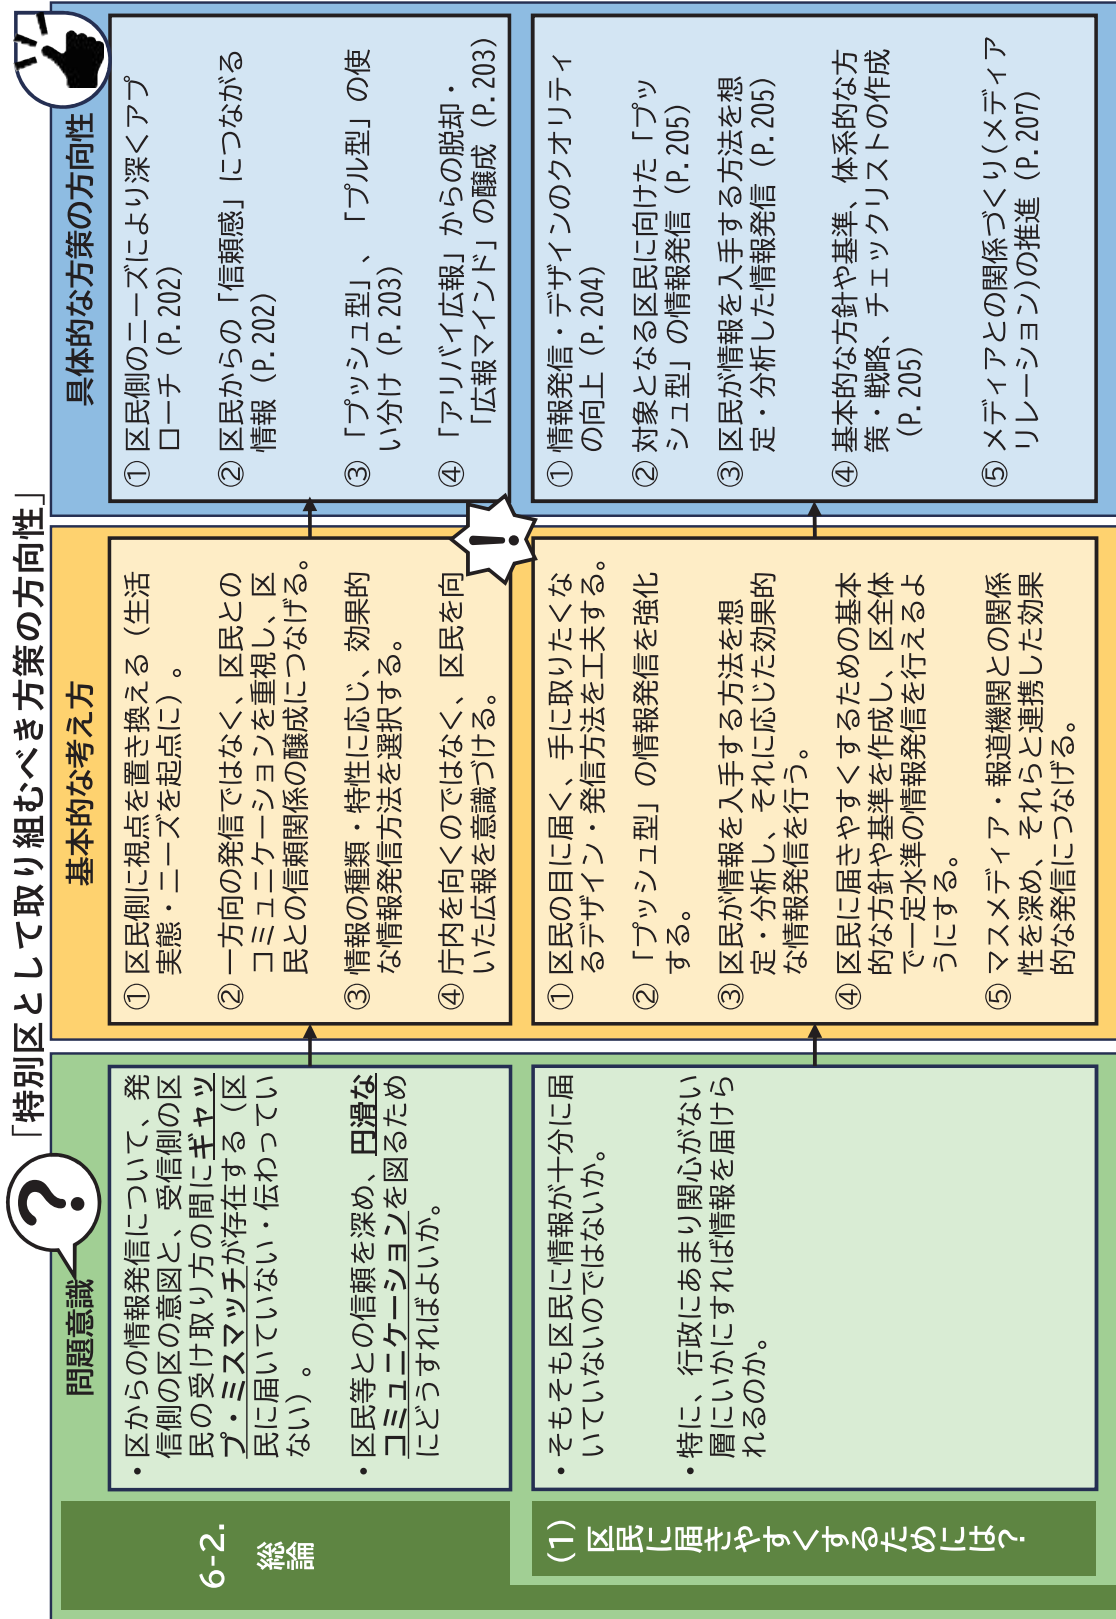 「特別区として取り組むべき方策の方向性」
問題意識
基本的な考え方
具体的な方策の方向性
6-2.
総論
・区からの情報発信について、発
信側の区の意図と、受信側の区
民の受け取り方の間にギャッ
プ・ミスマッチが存在する（区
民に届いていない・伝わってい
ない）。
・区民等との信頼を深め、円滑な
コミュニケーションを図るため
にどうすればよいか。
① 区民側に視点を置き換える（生活
実態・ニーズを起点に）。
② 一方向の発信ではなく、区民との
コミュニケーションを重視し、区
民との信頼関係の醸成につなげる。
③ 情報の種類・特性に応じ、効果的
な情報発信方法を選択する。
④ 庁内を向くのではなく、区民を向
いた広報を意識づける。
① 区民側のニーズにより深くアプ
ローチ（P.202）
② 区民からの「信頼感」につながる
情報（P.202）
③ 「プッシュ型」、「プル型」の使
い分け（P.203）
④ 「アリバイ広報」からの脱却・
「広報マインド」の醸成（P.203）
(1) 区民に届きやすくするためには？
・そもそも区民に情報が十分に届
いていないのではないか。
・特に、行政にあまり関心がない
層にいかにすれば情報を届けら
れるのか。
① 区民の目に届く、手に取りたくな
るデザイン・発信方法を工夫する。
② 「プッシュ型」の情報発信を強化
する。
③ 区民が情報を入手する方法を想
定・分析し、それに応じた効果的
な情報発信を行う。
④ 区民に届きやすくするための基本
的な方針や基準を作成し、区全体
で一定水準の情報発信を行えるよ
うにする。
⑤ マスメディア・報道機関との関係
性を深め、それらと連携した効果
的な発信につなげる。
① 情報発信・デザインのクオリティ
の向上（P.204）
② 対象となる区民に向けた「プッ
シュ型」の情報発信（P.205）
③ 区民が情報を入手する方法を想
定・分析した情報発信（P.205）
④ 基本的な方針や基準、体系的な方
策・戦略、チェックリストの作成
（P.205）
⑤ メディアとの関係づくり(メディア
リレーション)の推進（P.207）